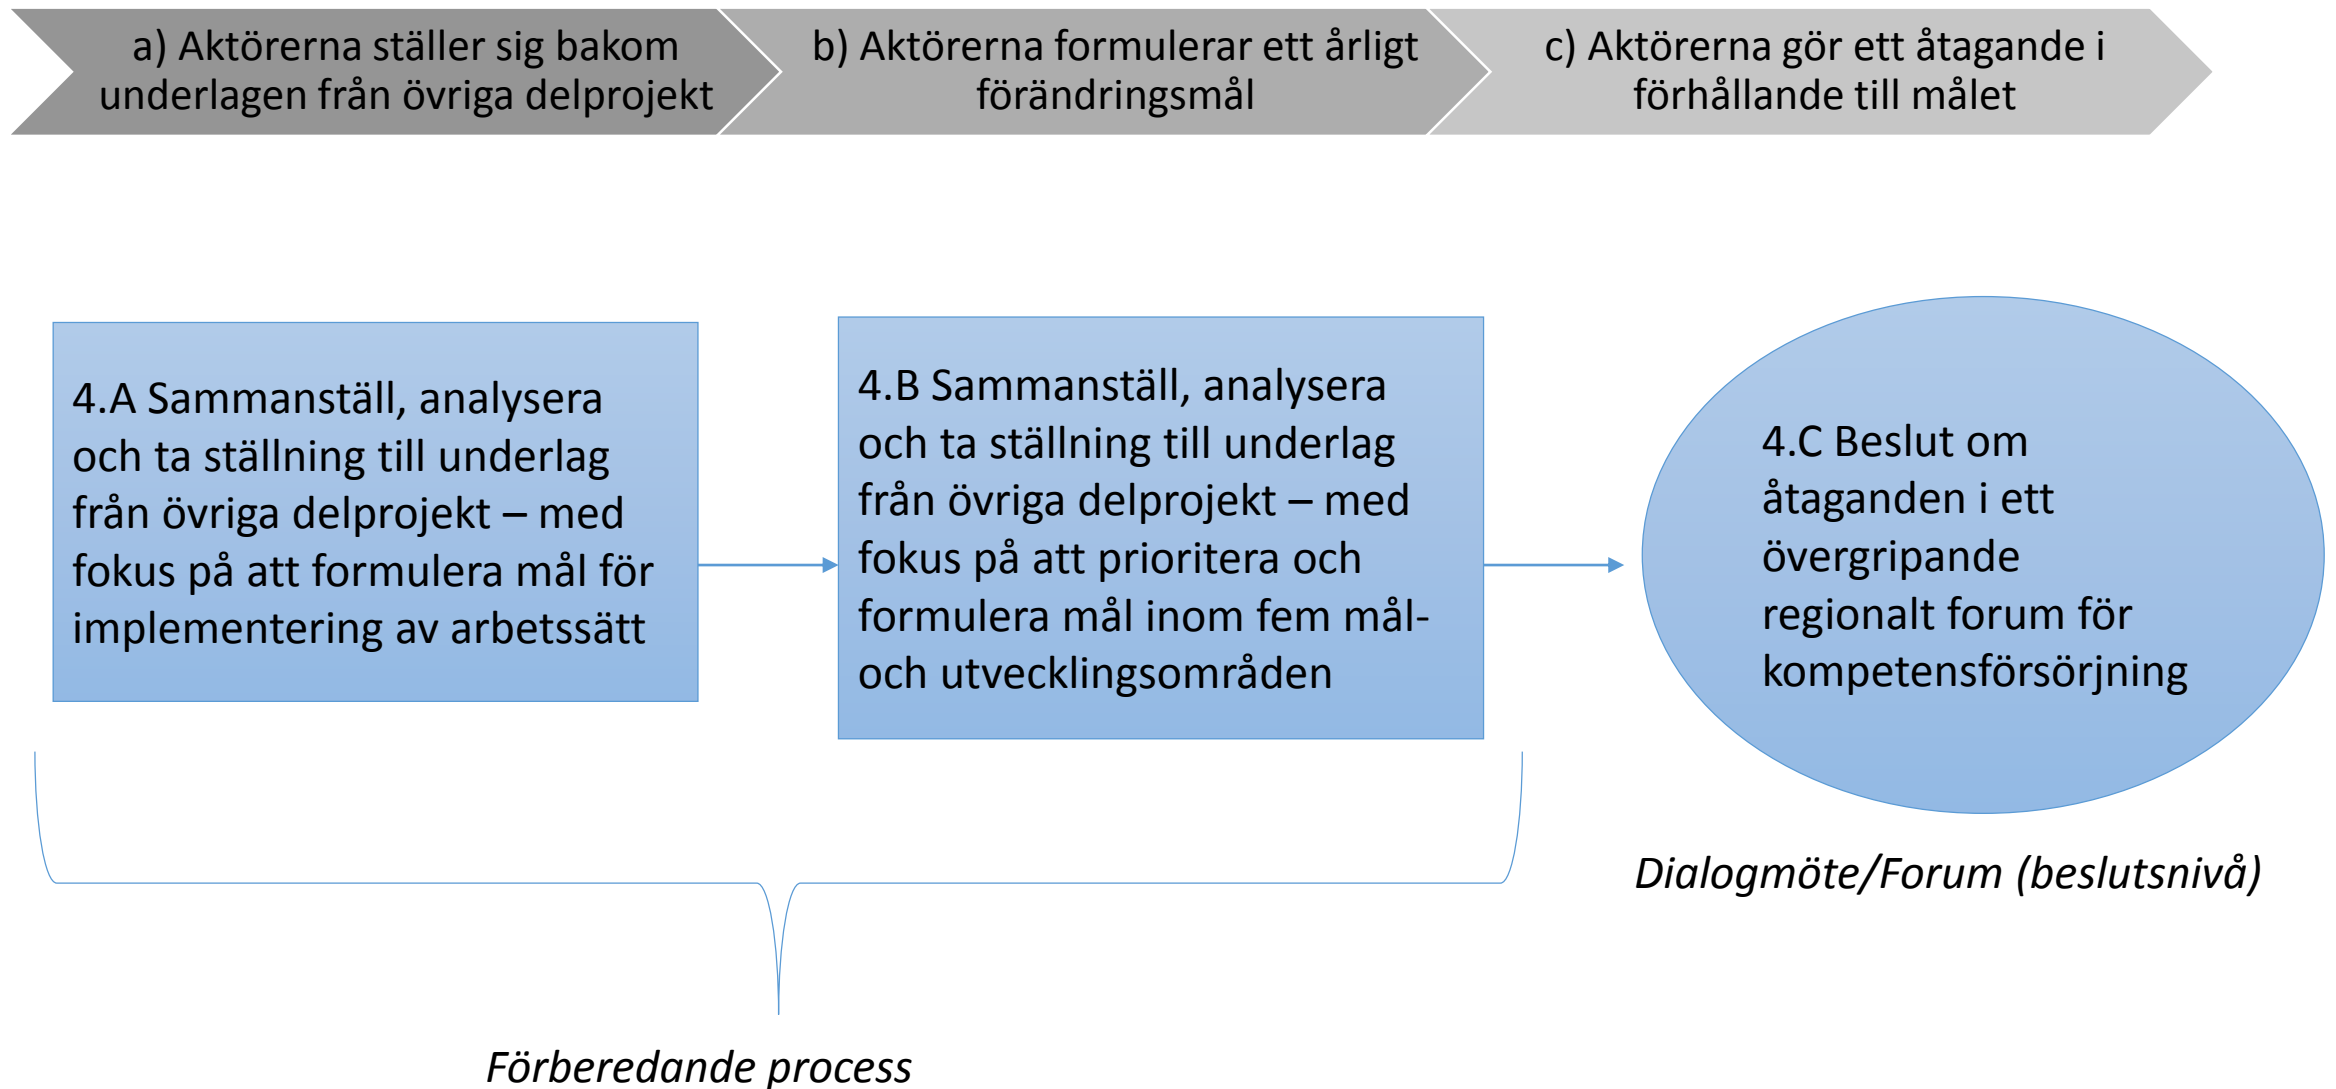 a) Aktörerna ställer sig bakom
underlagen från övriga delprojekt
b) Aktörerna formulerar ett årligt
förändringsmål
c) Aktörerna gör ett åtagande i
förhållande till målet
4.A Sammanställ, analysera
och ta ställning till underlag
från övriga delprojekt – med
fokus på att formulera mål för
implementering av arbetssätt
4.B Sammanställ, analysera
och ta ställning till underlag
från övriga delprojekt – med
fokus på att prioritera och
formulera mål inom fem mål-
och utvecklingsområden
4.C Beslut om
åtaganden i ett
övergripande
regionalt forum för
kompetensförsörjning
Dialogmöte/Forum (beslutsnivå)
Förberedande process